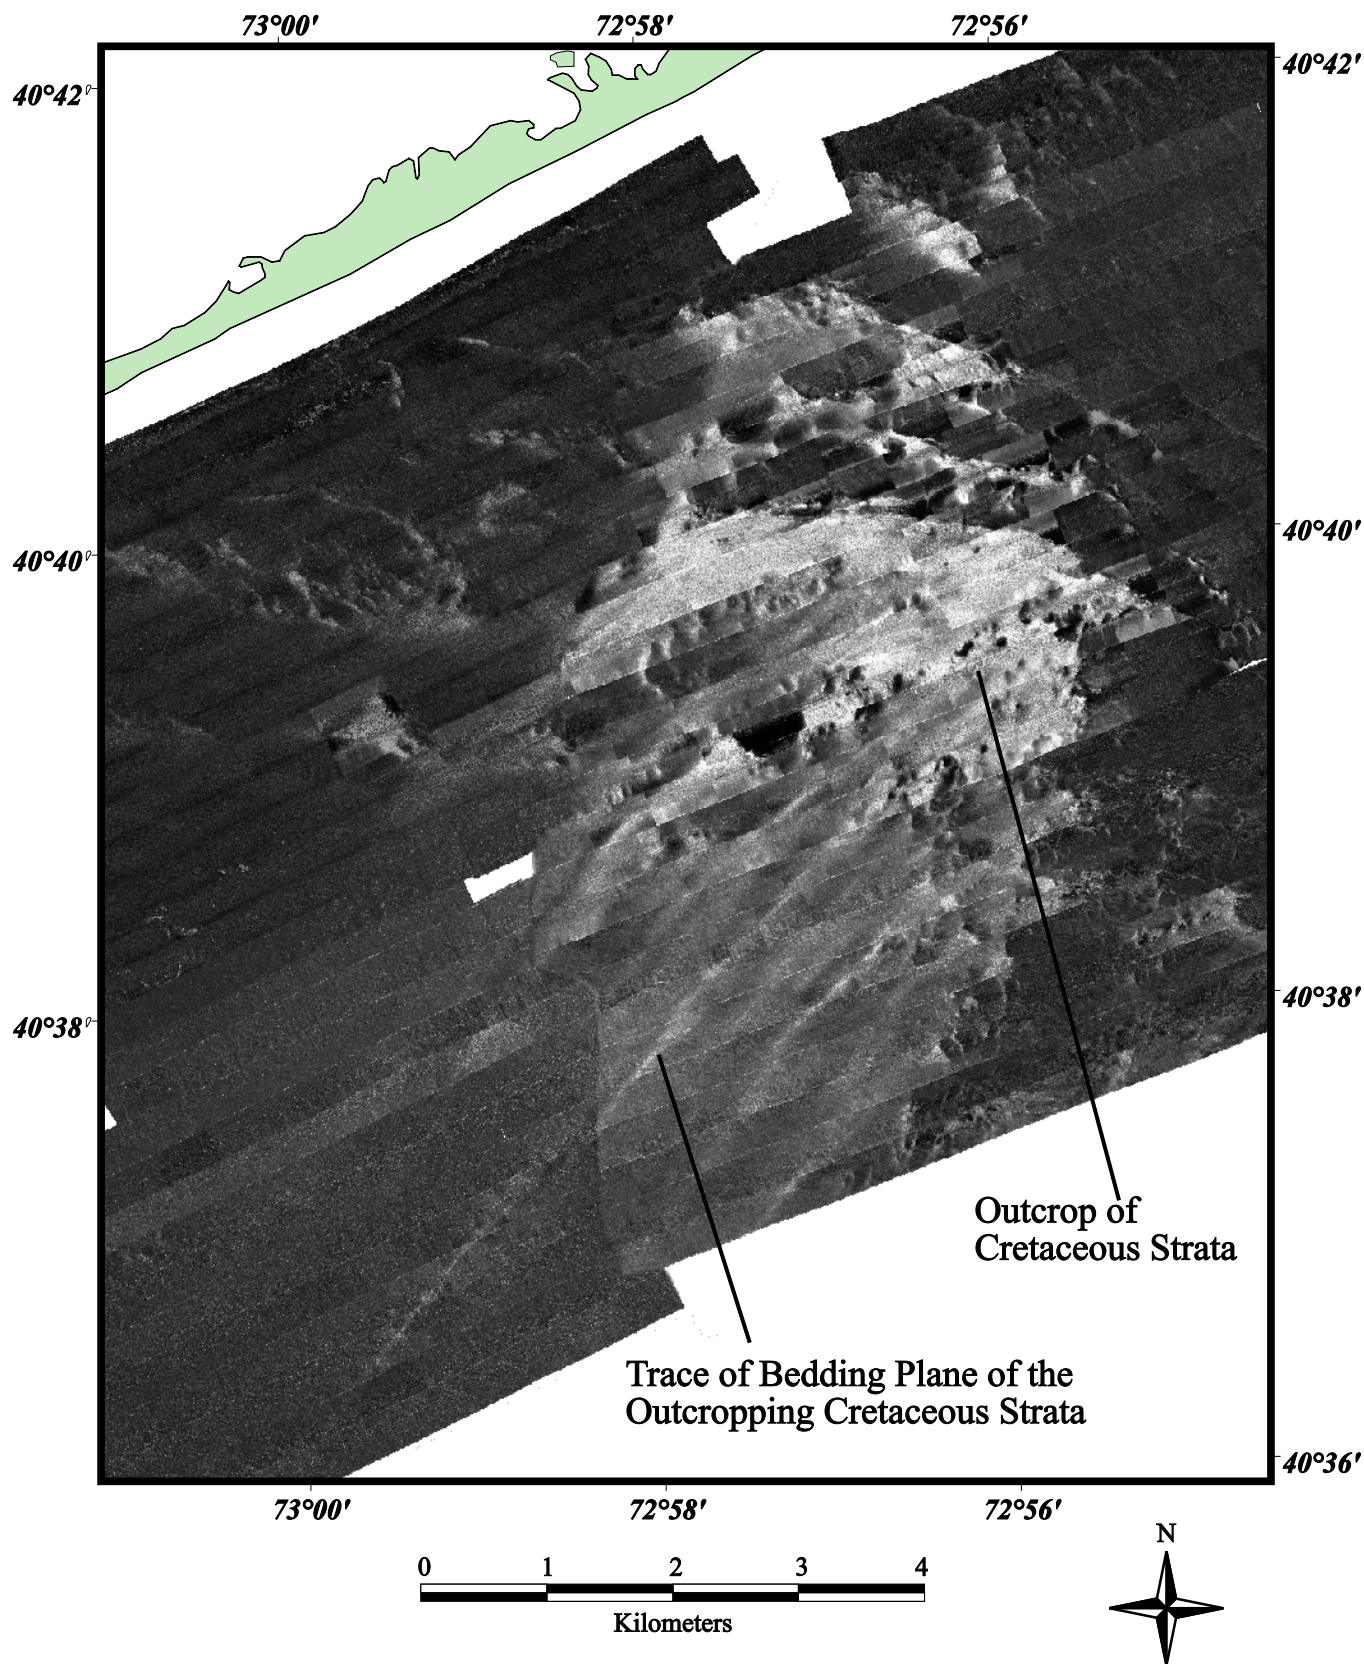 73°00' 72°58' 72°56'
40°42' 40°42'
40°40' 40°40'
40°38' 40°38'
Outcrop of
Cretaceous Strata
Trace of Bedding Plane of the
Outcropping Cretaceous Strata
40°36'
73°00' 72°58' 72°56'
N
0 1 2 3 4
Kilometers